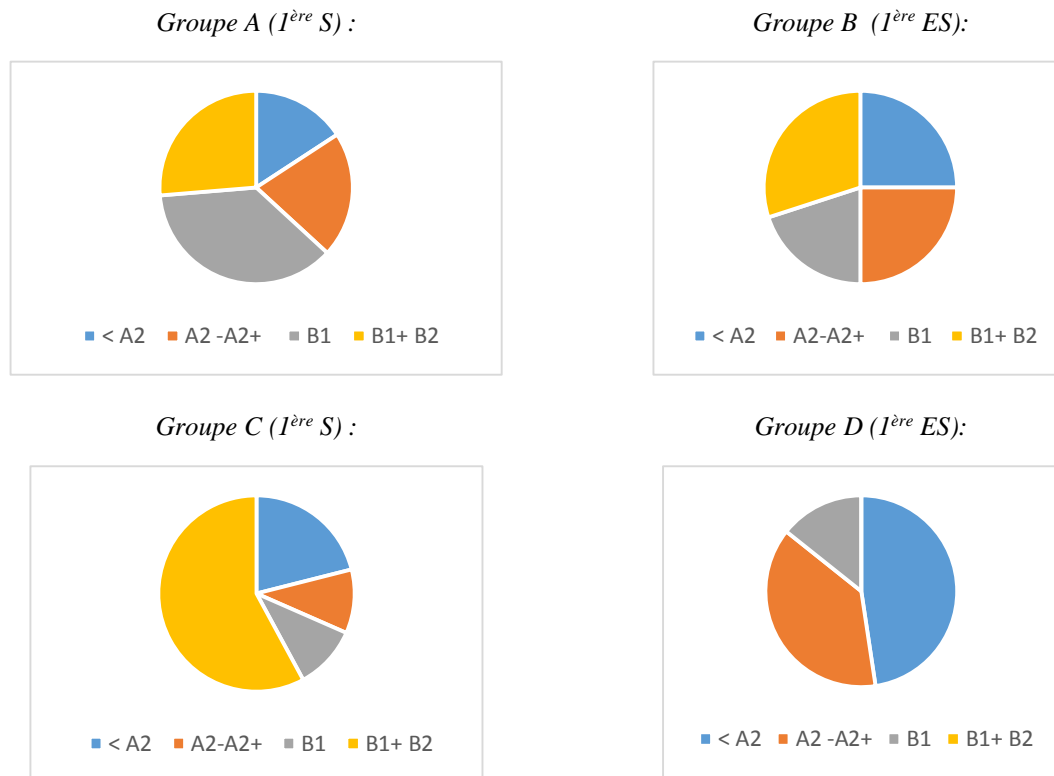 Groupe A (1ère S) :
Groupe B (1ère ES):
< A2 A2 -A2+ B1 B1+ B2
< A2 A2-A2+ B1 B1+ B2
Groupe C (1ère S) :
Groupe D (1ère ES):
< A2 A2-A2+ B1 B1+ B2
< A2 A2 -A2+ B1 B1+ B2